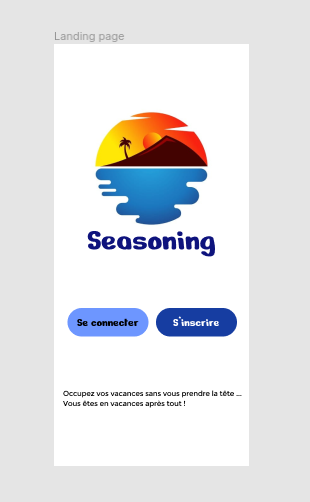 Landing page
Seasoning
Se connecter
S'inscrire
Occupez vos vacances sans vous prendre la tête ...
Vous êtes en vacances après tout !